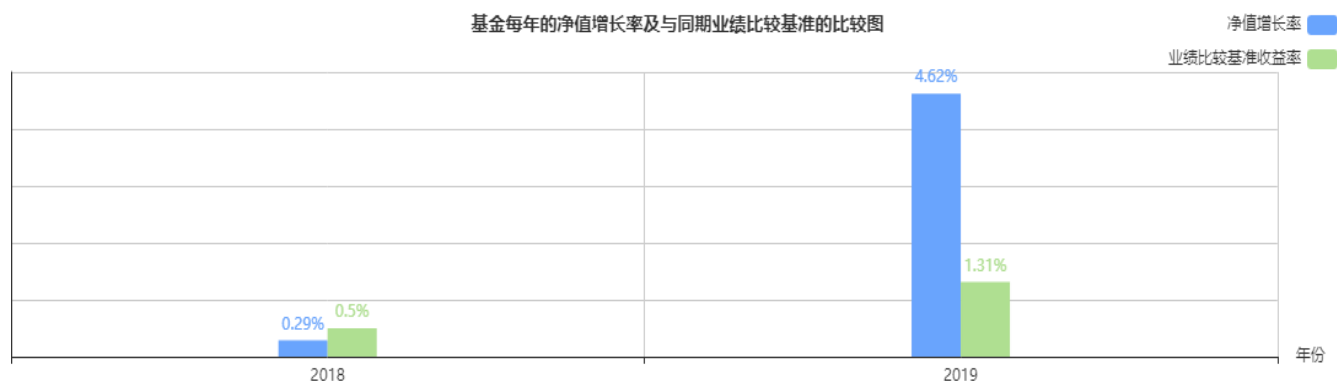 基金每年的净值增长率及与同期业绩比较基准的比较图
净值增长率
业绩比较基准收益率
4.62%
1.31%
0.5%
0.29%
年份
2018
2019